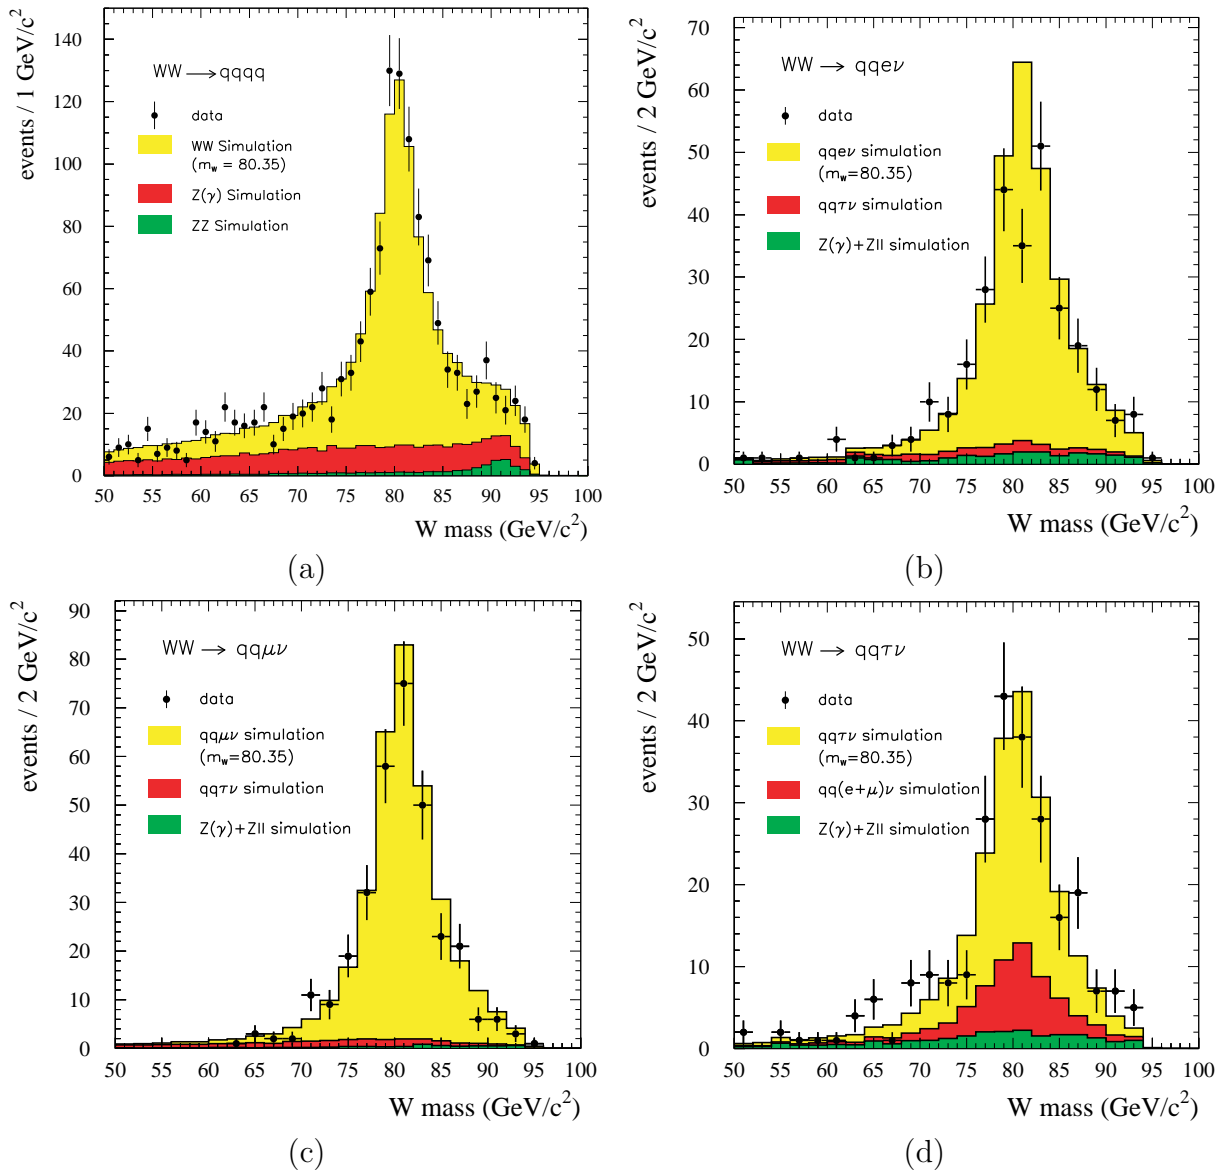 events / 1 GeV/c²
140
120
100
80
60
40
20
0
WW → qqqq
data
WW Simulation
(m_w = 80.35)
Z(γ) Simulation
ZZ Simulation
50 55 60 65 70 75 80 85 90 95 100
W mass (GeV/c²)
(a)
events / 2 GeV/c²
70
60
50
40
30
20
10
0
WW → qqeν
data
qqeν simulation
(m_w=80.35)
qqτν simulation
Z(γ)+Zll simulation
50 55 60 65 70 75 80 85 90 95 100
W mass (GeV/c²)
(b)
events / 2 GeV/c²
90
80
70
60
50
40
30
20
10
0
WW → qqμν
data
qqμν simulation
(m_w=80.35)
qqτν simulation
Z(γ)+Zll simulation
50 55 60 65 70 75 80 85 90 95 100
W mass (GeV/c²)
(c)
events / 2 GeV/c²
50
40
30
20
10
0
WW → qqτν
data
qqτν simulation
(m_w=80.35)
qq(e+μ)ν simulation
Z(γ)+Zll simulation
50 55 60 65 70 75 80 85 90 95 100
W mass (GeV/c²)
(d)